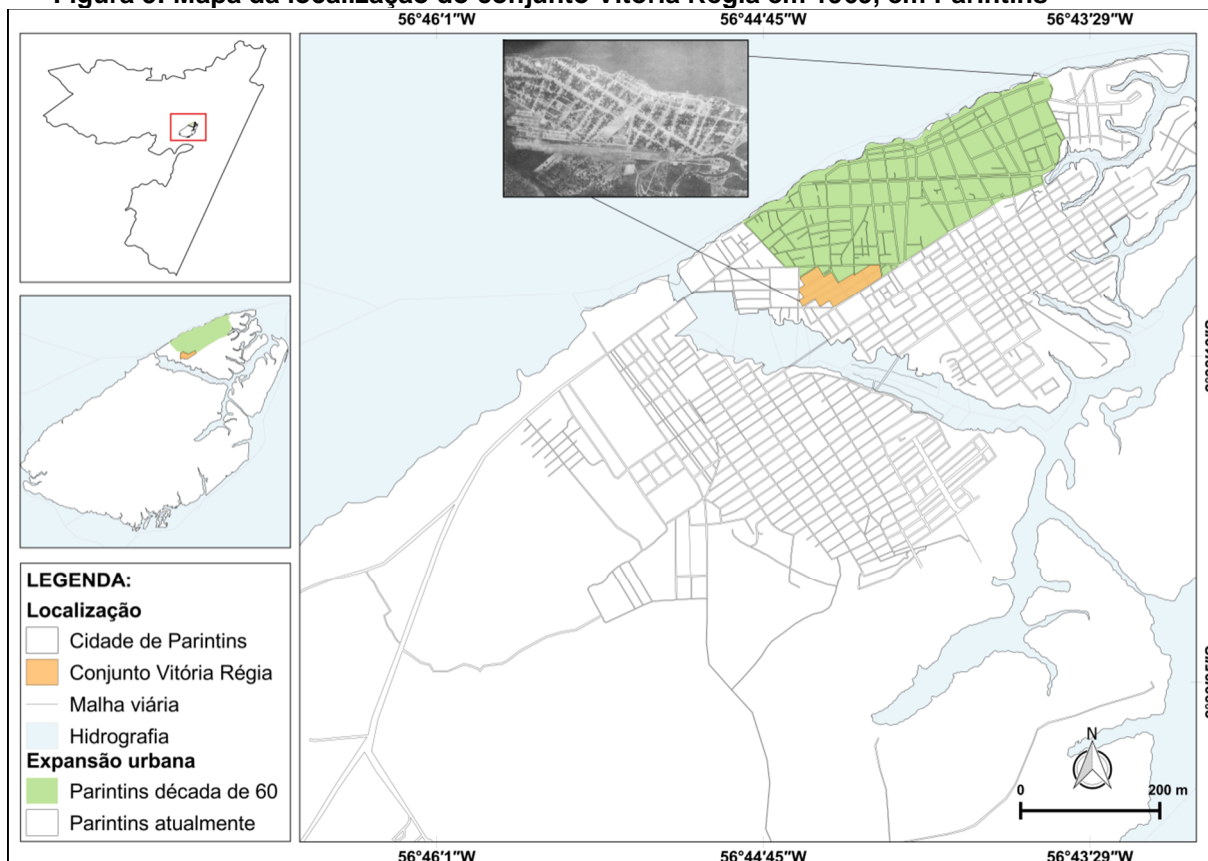 56°46′1″W 56°44′45″W 56°43′29″W
LEGENDA:
Localização
Cidade de Parintins
Conjunto Vitória Régia
Malha viária
Hidrografia
Expansão urbana
Parintins década de 60
Parintins atualmente
N
0 200 m
56°46′1″W 56°44′45″W 56°43′29″W